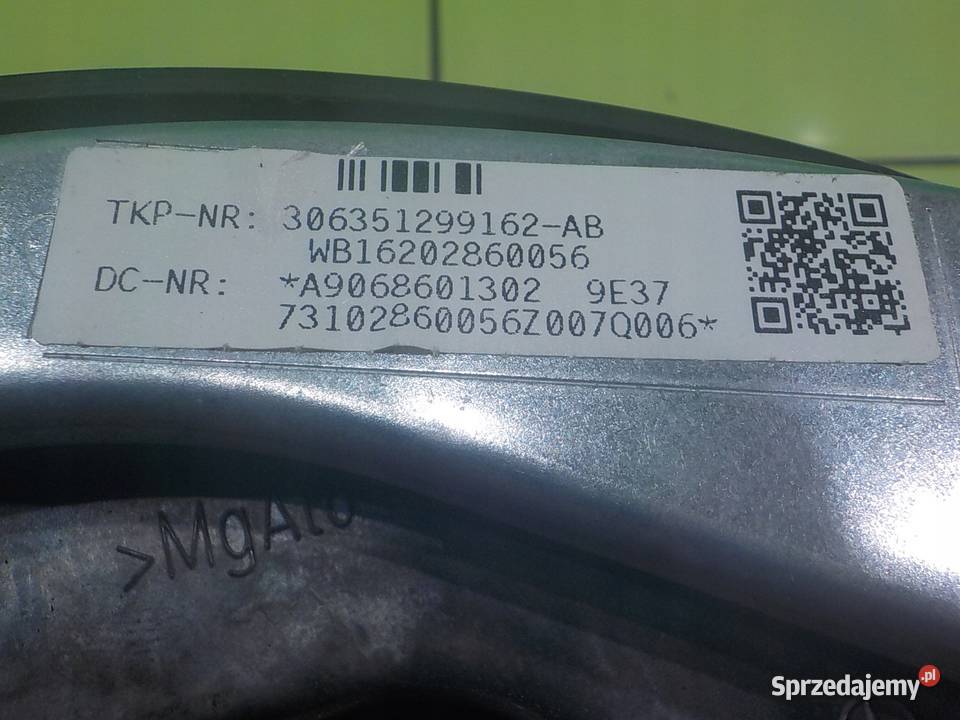 TKP-NR: 306351299162-AB
WB16202860056
DC-NR: *A9068601302 9E37
73102860056Z007Q006*
>MgAl6
Sprzedajemy.pl